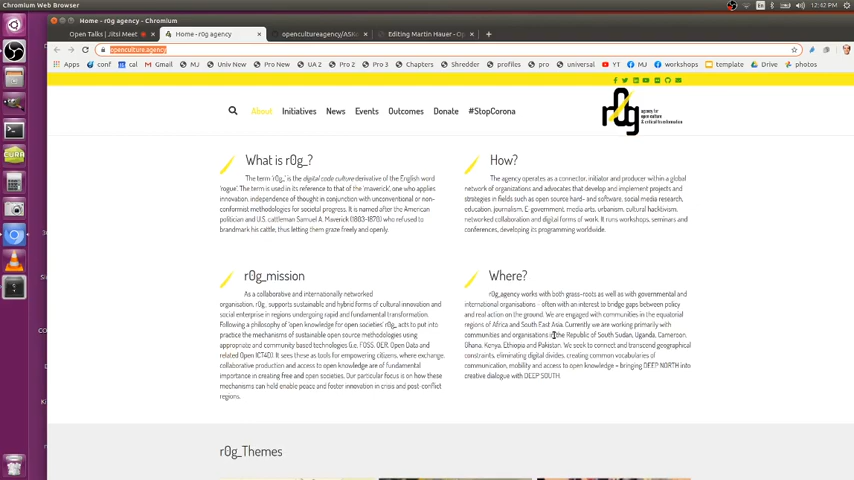 Chromium Web Browser
12:42 PM
Home - r0g agency - Chromium
Open Talks | Jitsi Meet
Home - r0g agency
openculturagency/ASK
Editing Martin Hauer - Op
openculture.agency
Apps conf cal Gmail MJ Univ New Pro New UA 2 Pro 2 Pro 3 Chapters Shredder profiles pro universal YT MJ workshops template Drive photos
About Initiatives News Events Outcomes Donate #StopCorona
r0g
agency for
open culture
& critical transformation
What is r0g_?
The term 'r0g_' is the digital code culture derivative of the English word
'rogue'. The term is used in its reference to that of the 'maverick', one who applies
innovation, independence of thought in conjunction with unconventional or non-
conformist methodologies for societal progress. It is named after the American
politician and U.S. cattleman Samuel A. Maverick (1803-1870) who refused to
brandmark his cattle, thus letting them graze freely and openly.
How?
The agency operates as a connector, initiator and producer within a global
network of organizations and advocates that develop and implement projects and
strategies in fields such as open source hard- and software, social media research,
education, journalism, E-government, media arts, urbanism, cultural hacktivism,
networked collaboration and digital forms of work. It runs workshops, seminars and
conferences, developing its programming worldwide.
r0g_mission
As a collaborative and internationally networked
organisation, r0g_ supports sustainable and hybrid forms of cultural innovation and
social enterprise in regions undergoing rapid and fundamental transformation.
Following a philosophy of 'open knowledge for open societies' r0g_ acts to put into
practice the mechanisms of sustainable open source methodologies using
appropriate and community based technologies (i.e. FOSS, OER, Open Data and
related Open ICT4D). It sees these as tools for empowering citizens, where exchange,
collaborative production and access to open knowledge are of fundamental
importance in creating free and open societies. Our particular focus is on how these
mechanisms can help enable peace and foster innovation in crisis and post-conflict
regions.
Where?
r0g_agency works with both grass-roots as well as with governmental and
international organisations – often with an interest to bridge gaps between policy
and real action on the ground. We are engaged with communities in the equatorial
regions of Africa and South East Asia. Currently we are working primarily with
communities and organisations in the Republic of South Sudan, Uganda, Cameroon,
Ghana, Kenya, Ethiopia and Pakistan. We seek to connect and transcend geographical
constraints, eliminating digital divides, creating common vocabularies of
communication, mobility and access to open knowledge = bringing DEEP NORTH into
creative dialogue with DEEP SOUTH.
r0g_Themes